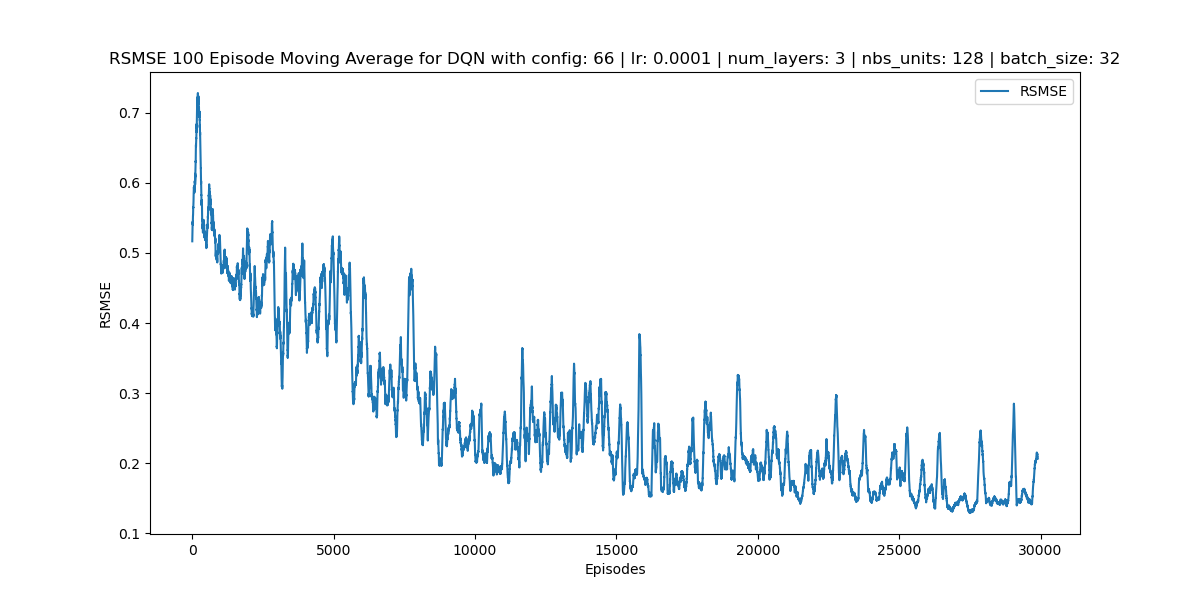 RSMSE 100 Episode Moving Average for DQN with config: 66 | lr: 0.0001 | num_layers: 3 | nbs_units: 128 | batch_size: 32
RSMSE
0.7
0.6
0.5
0.4
0.3
0.2
0.1
RSMSE
0 5000 10000 15000 20000 25000 30000
Episodes